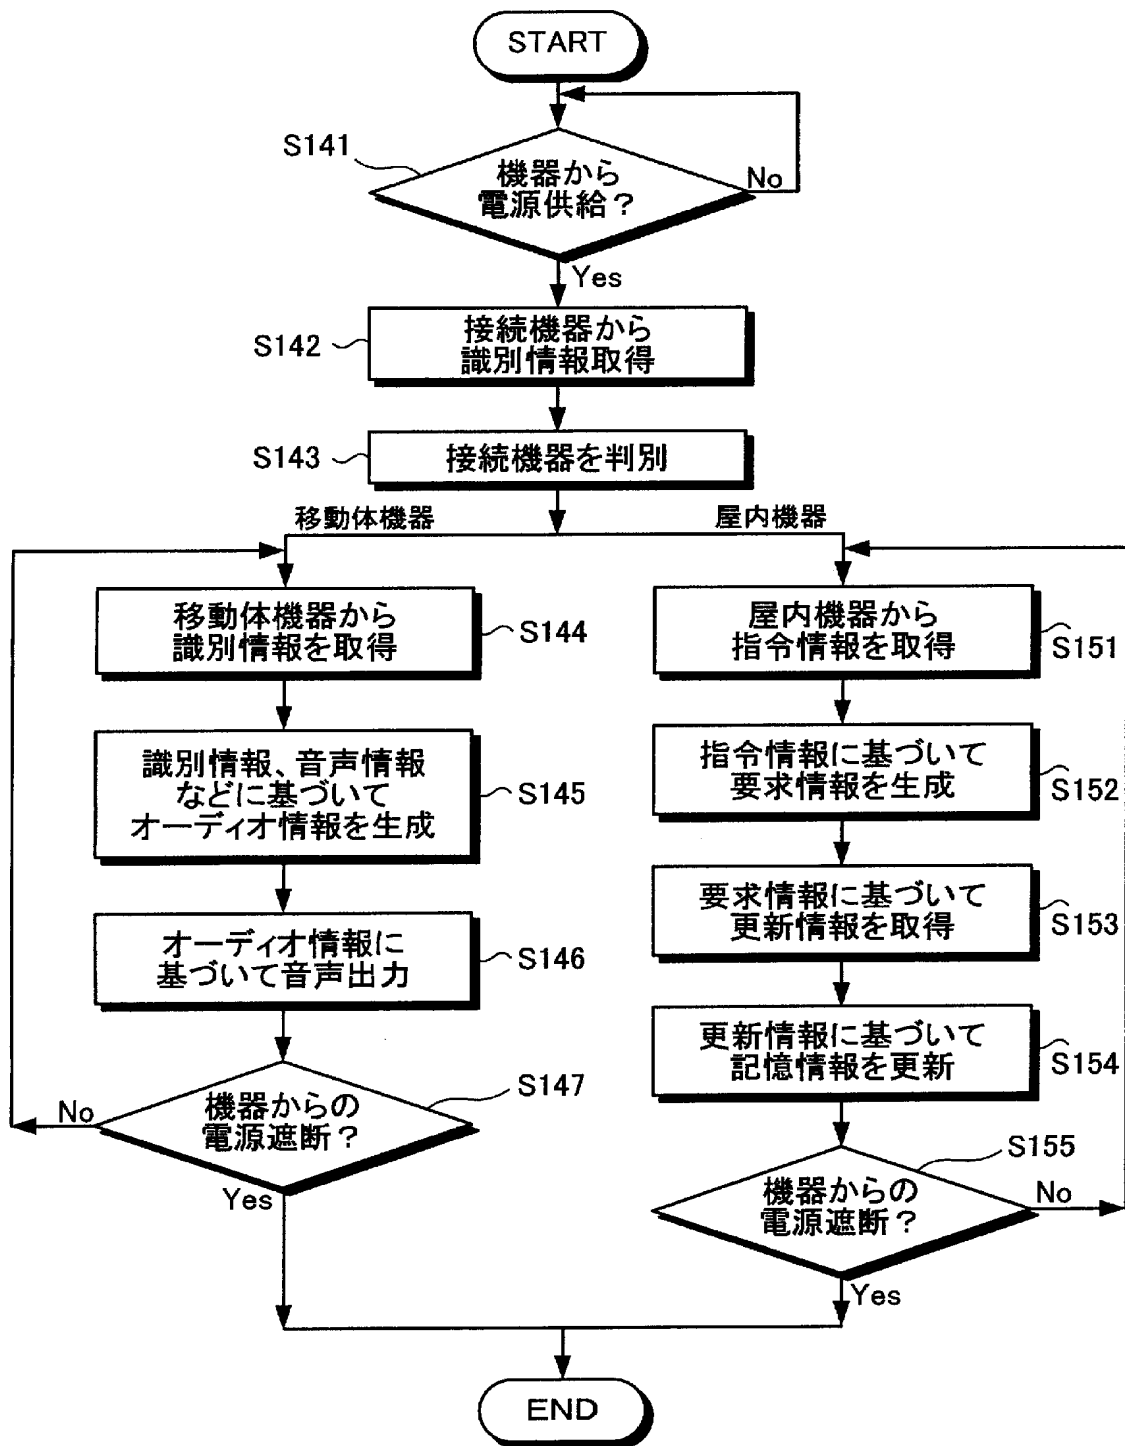 START
S141
機器から
電源供給？
No
Yes
S142
接続機器から
識別情報取得
S143
接続機器を判別
移動体機器
屋内機器
移動体機器から
識別情報を取得
S144
識別情報、音声情報
などに基づいて
オーディオ情報を生成
S145
オーディオ情報に
基づいて音声出力
S146
機器からの
電源遮断？
S147
No
Yes
屋内機器から
指令情報を取得
S151
指令情報に基づいて
要求情報を生成
S152
要求情報に基づいて
更新情報を取得
S153
更新情報に基づいて
記憶情報を更新
S154
機器からの
電源遮断？
S155
No
Yes
END